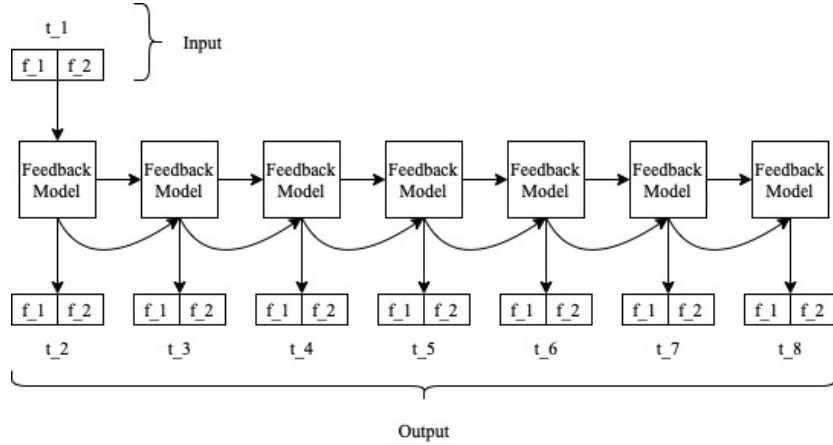 t_1
Input
f_1 f_2
Feedback Model
Feedback Model
Feedback Model
Feedback Model
Feedback Model
Feedback Model
Feedback Model
f_1 f_2
f_1 f_2
f_1 f_2
f_1 f_2
f_1 f_2
f_1 f_2
f_1 f_2
t_2
t_3
t_4
t_5
t_6
t_7
t_8
Output